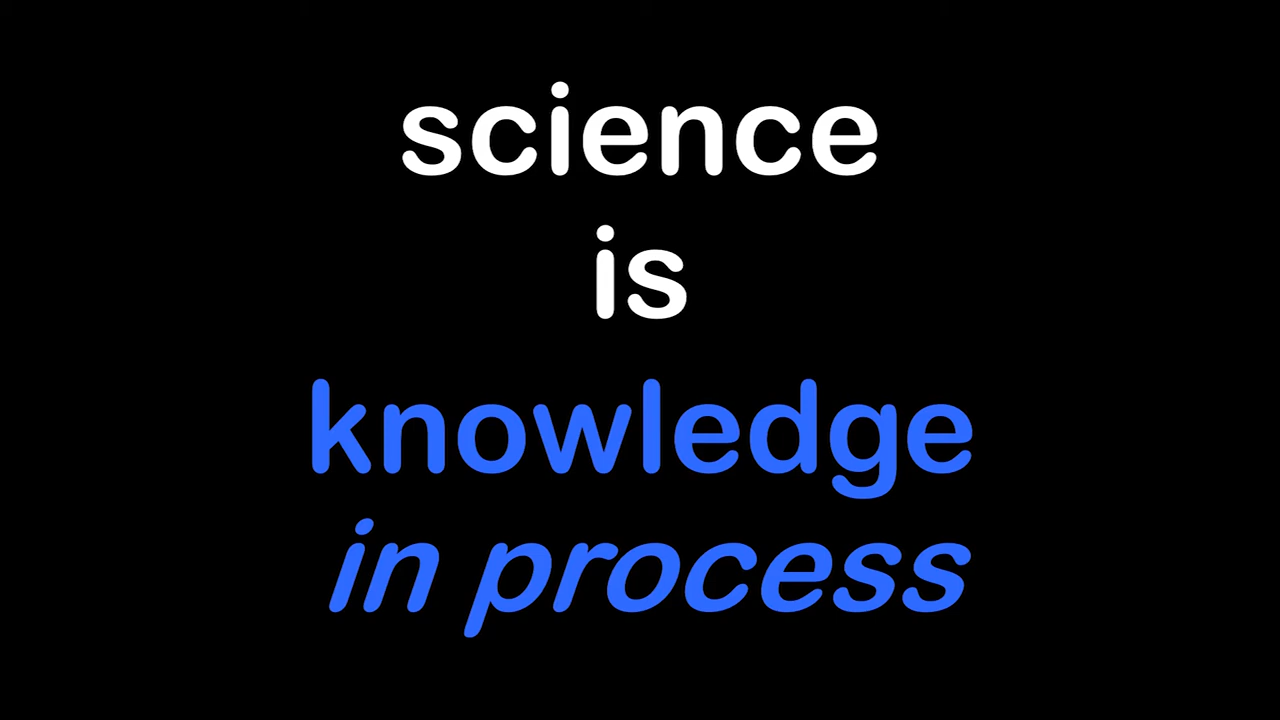 science
is
knowledge
in process